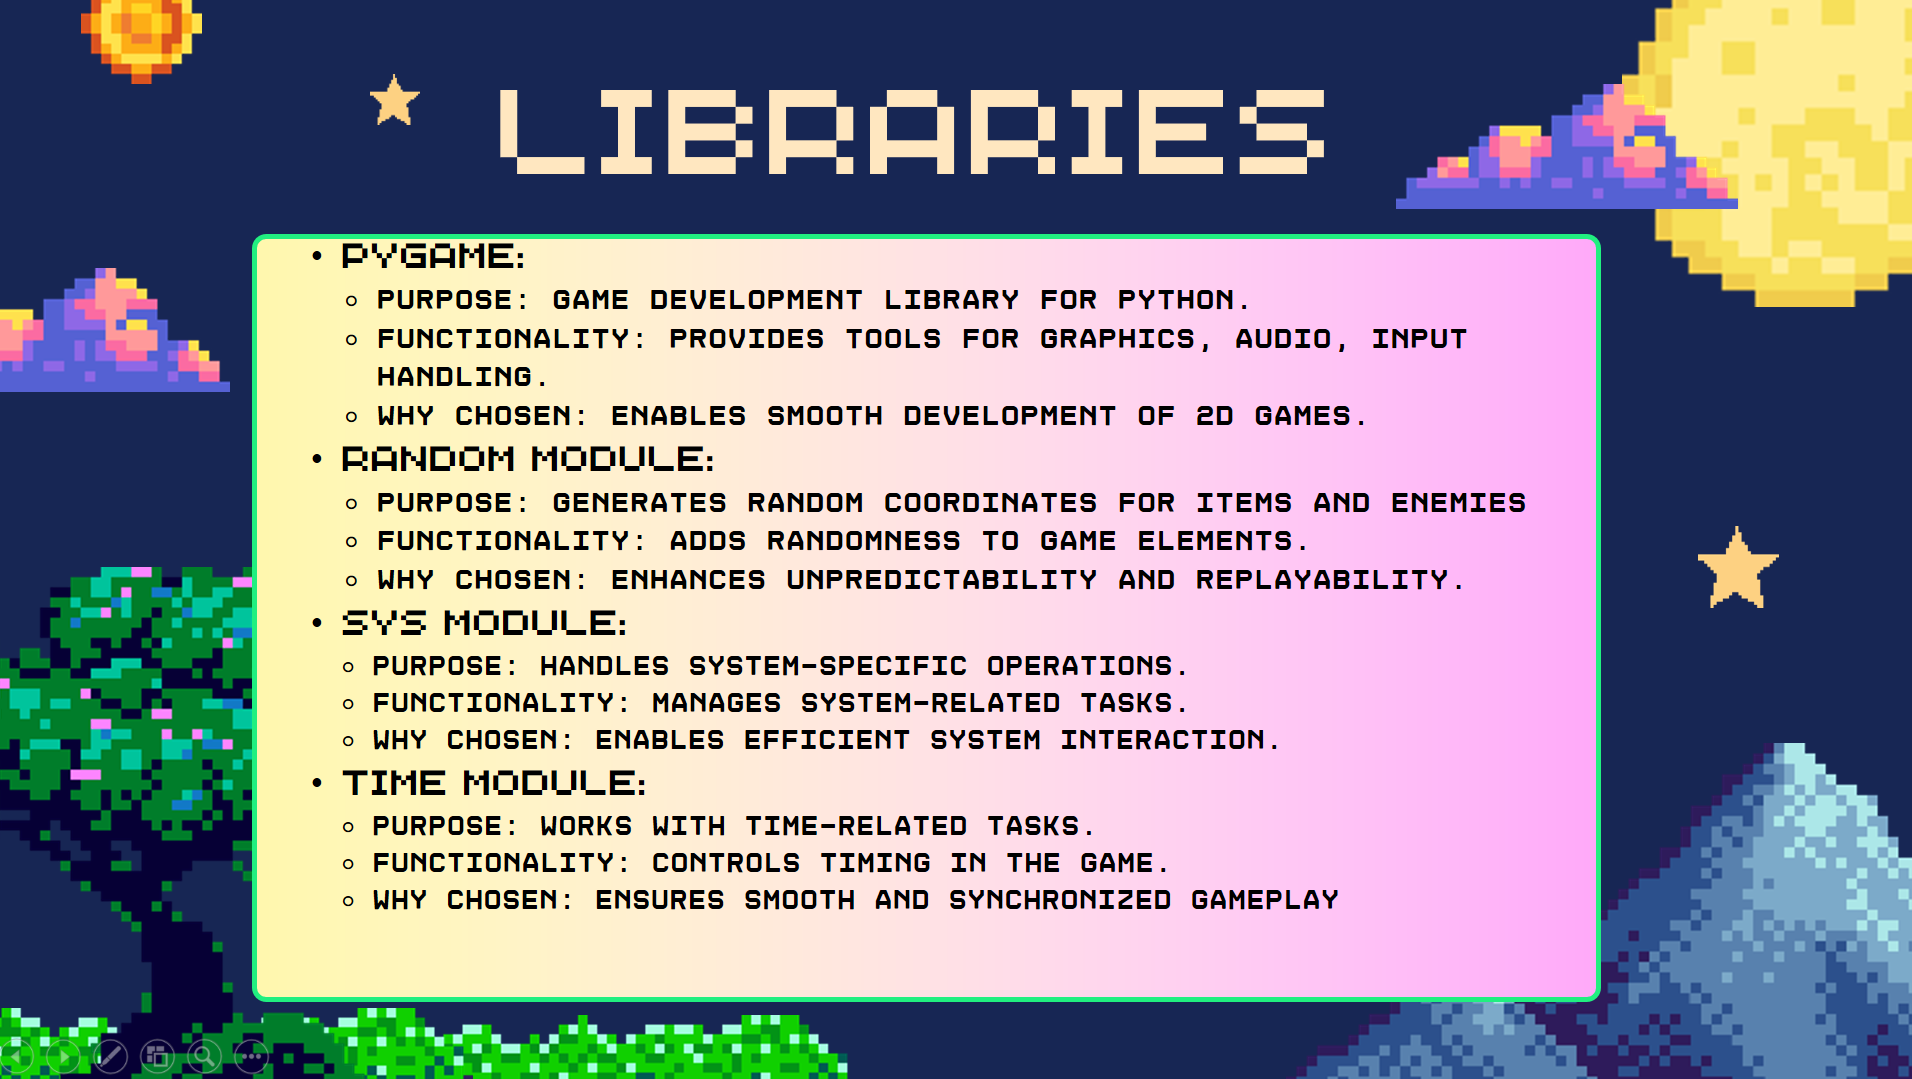 LIBRARIES
• PYGAME:
○ PURPOSE: GAME DEVELOPMENT LIBRARY FOR PYTHON.
○ FUNCTIONALITY: PROVIDES TOOLS FOR GRAPHICS, AUDIO, INPUT
HANDLING.
○ WHY CHOSEN: ENABLES SMOOTH DEVELOPMENT OF 2D GAMES.
• RANDOM MODULE:
○ PURPOSE: GENERATES RANDOM COORDINATES FOR ITEMS AND ENEMIES
○ FUNCTIONALITY: ADDS RANDOMNESS TO GAME ELEMENTS.
○ WHY CHOSEN: ENHANCES UNPREDICTABILITY AND REPLAYABILITY.
• SYS MODULE:
○ PURPOSE: HANDLES SYSTEM-SPECIFIC OPERATIONS.
○ FUNCTIONALITY: MANAGES SYSTEM-RELATED TASKS.
○ WHY CHOSEN: ENABLES EFFICIENT SYSTEM INTERACTION.
• TIME MODULE:
○ PURPOSE: WORKS WITH TIME-RELATED TASKS.
○ FUNCTIONALITY: CONTROLS TIMING IN THE GAME.
○ WHY CHOSEN: ENSURES SMOOTH AND SYNCHRONIZED GAMEPLAY